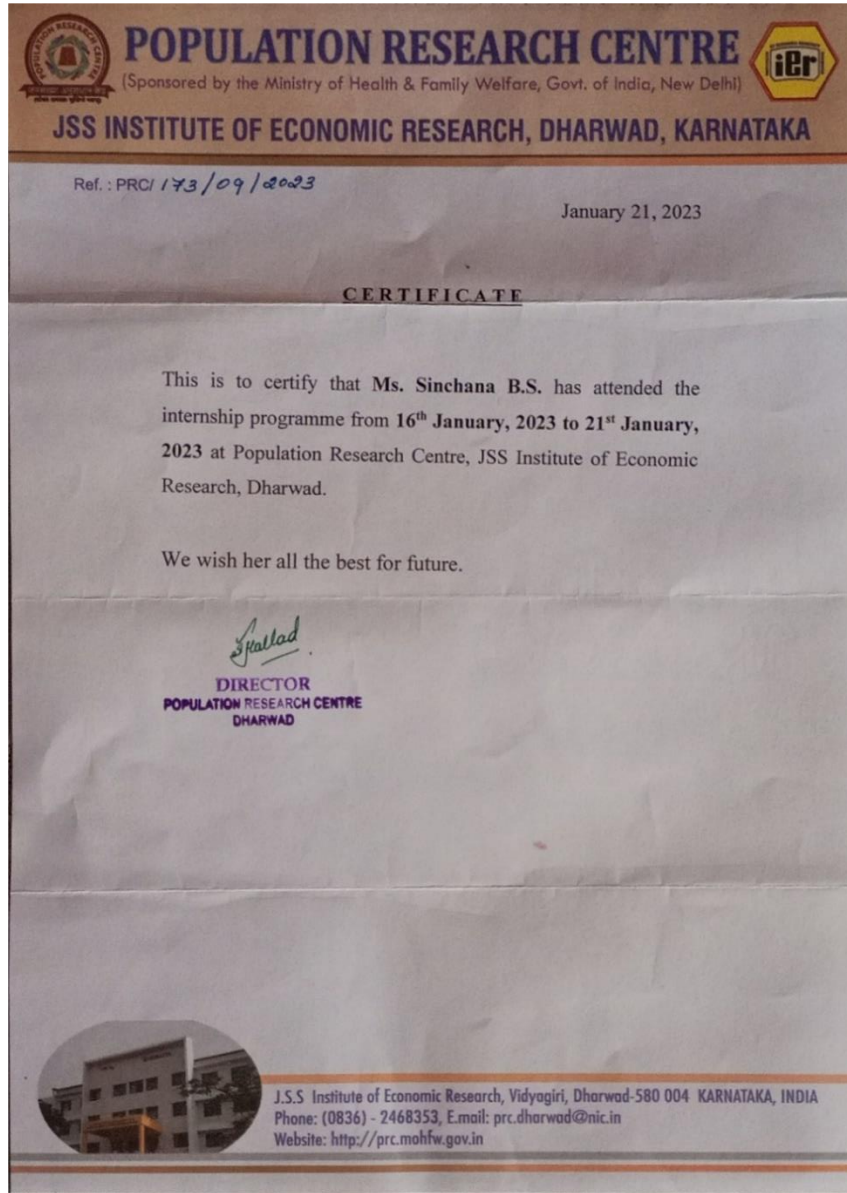 POPULATION RESEARCH CENTRE
(Sponsored by the Ministry of Health & Family Welfare, Govt. of India, New Delhi)
JSS INSTITUTE OF ECONOMIC RESEARCH, DHARWAD, KARNATAKA
POPULATION RESEARCH CENTRE
ier
Ref. : PRC/ 173/09/2023
January 21, 2023
CERTIFICATE
This is to certify that Ms. Sinchana B.S. has attended the
internship programme from 16th January, 2023 to 21st January,
2023 at Population Research Centre, JSS Institute of Economic
Research, Dharwad.
We wish her all the best for future.
DIRECTOR
POPULATION RESEARCH CENTRE
DHARWAD
J.S.S Institute of Economic Research, Vidyagiri, Dharwad-580 004 KARNATAKA, INDIA
Phone: (0836) - 2468353, E.mail: prc.dharwad@nic.in
Website: http://prc.mohfw.gov.in